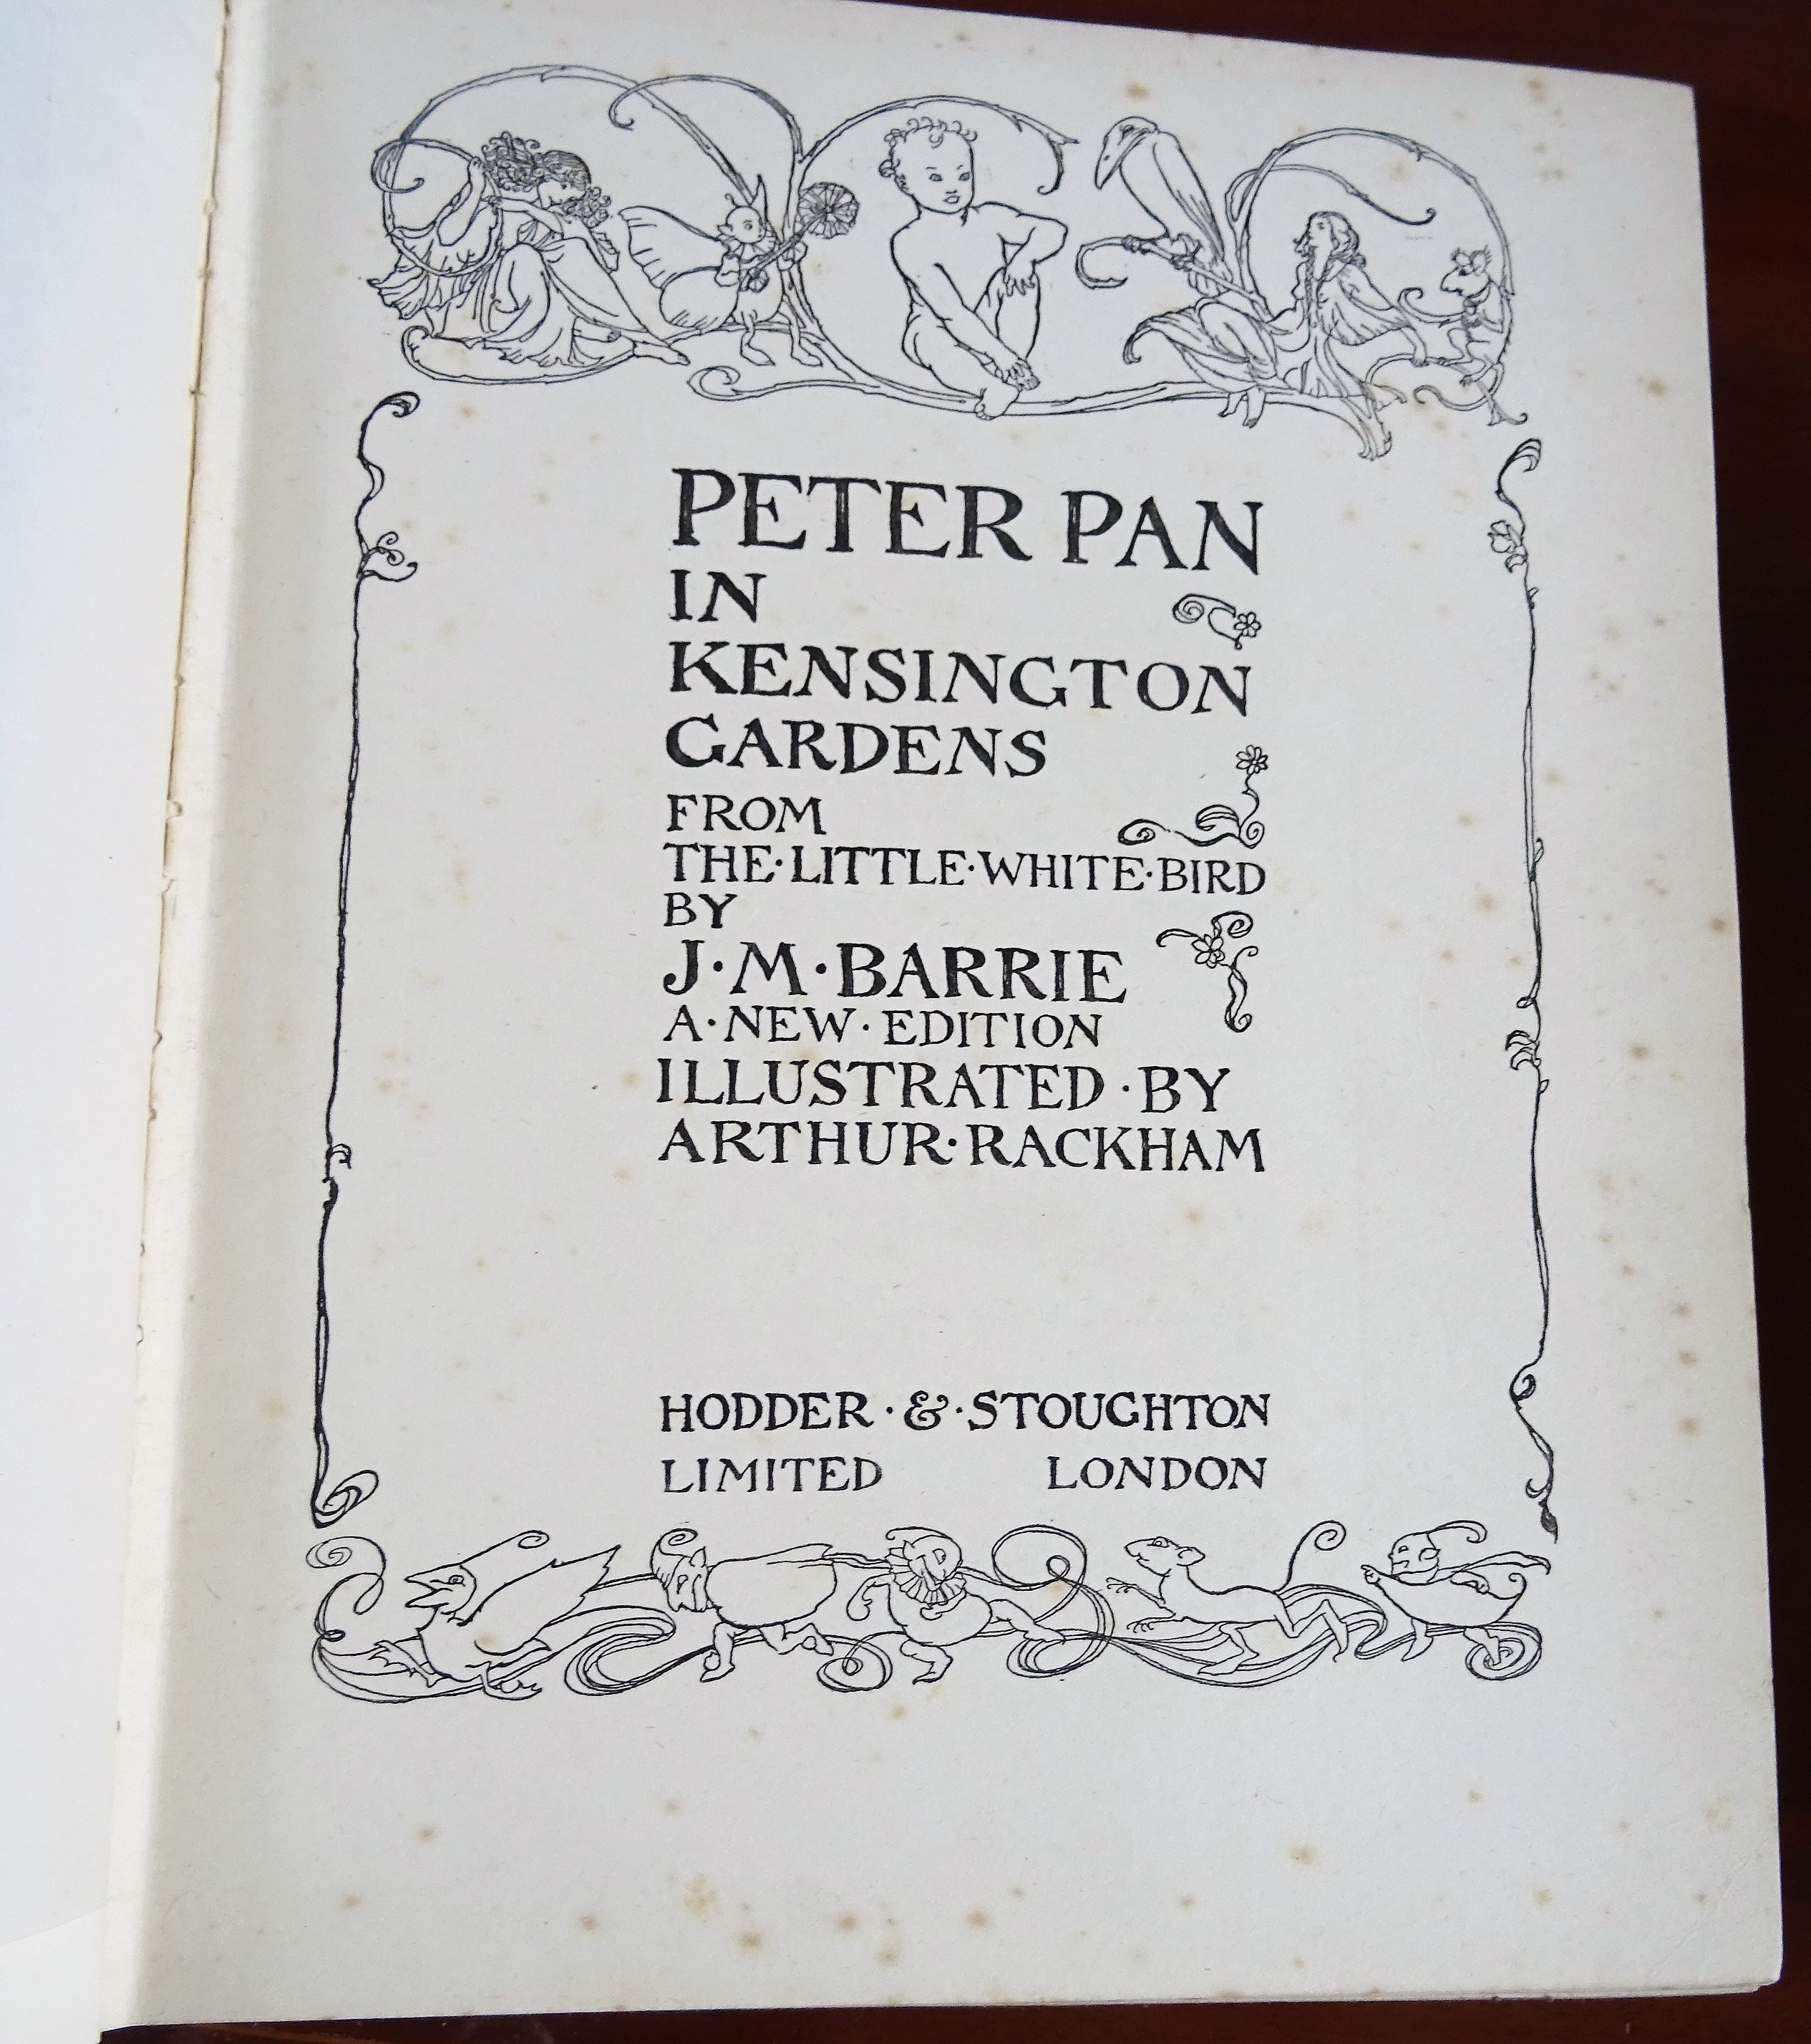 PETER PAN
IN
KENSINGTON
GARDENS
FROM
THE·LITTLE·WHITE·BIRD
BY
J·M·BARRIE
A·NEW·EDITION
ILLUSTRATED·BY
ARTHUR·RACKHAM
HODDER·&·STOUGHTON
LIMITED LONDON